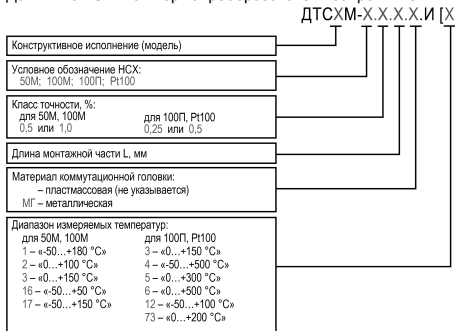 ДТСХМ-Х.Х.Х.Х.И [Х
Конструктивное исполнение (модель)
Условное обозначение НСХ:
50М; 100М; 100П; Pt100
Класс точности, %:
для 50М, 100М для 100П, Pt100
0,5 или 1,0 0,25 или 0,5
Длина монтажной части L, мм
Материал коммутационной головки:
– пластмассовая (не указывается)
МГ – металлическая
Диапазон измеряемых температур:
для 50М, 100М для 100П, Pt100
1 – «-50...+180 °С» 3 – «0...+150 °С»
2 – «0...+100 °С» 4 – «-50...+500 °С»
3 – «0...+150 °С» 5 – «0...+300 °С»
16 – «-50...+50 °С» 6 – «0...+500 °С»
17 – «-50...+150 °С» 12 – «-50...+100 °С»
73 – «0...+200 °С»